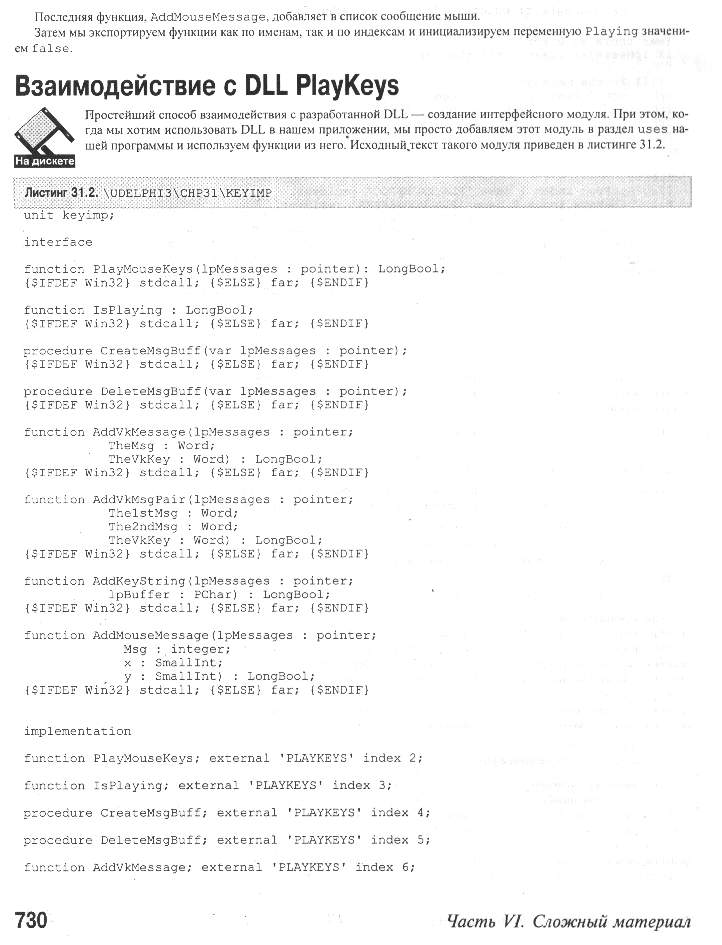 Последняя функция, AddMouseMessage, добавляет в список сообщение мыши.
Затем мы экспортируем функции как по именам, так и по индексам и инициализируем переменную Playing значени-
ем false.
Взаимодействие с DLL PlayKeys
Простейший способ взаимодействия с разработанной DLL — создание интерфейсного модуля. При этом, ко-
гда мы хотим использовать DLL в нашем приложении, мы просто добавляем этот модуль в раздел uses на-
шей программы и используем функции из него. Исходный текст такого модуля приведен в листинге 31.2.
На дискете
Листинг 31.2. \UDELPHI3\CHP31\KEYIMP
unit keyimp;
interface
function PlayMouseKeys(lpMessages : pointer): LongBool;
{$IFDEF Win32} stdcall; {$ELSE} far; {$ENDIF}
function IsPlaying : LongBool;
{$IFDEF Win32} stdcall; {$ELSE} far; {$ENDIF}
procedure CreateMsgBuff(var lpMessages : pointer);
{$IFDEF Win32} stdcall; {$ELSE} far; {$ENDIF}
procedure DeleteMsgBuff(var lpMessages : pointer);
{$IFDEF Win32} stdcall; {$ELSE} far; {$ENDIF}
function AddVkMessage(lpMessages : pointer;
TheMsg : Word;
TheVkKey : Word) : LongBool;
{$IFDEF Win32} stdcall; {$ELSE} far; {$ENDIF}
function AddVkMsgPair(lpMessages : pointer;
The1stMsg : Word;
The2ndMsg : Word;
TheVkKey : Word) : LongBool;
{$IFDEF Win32} stdcall; {$ELSE} far; {$ENDIF}
function AddKeyString(lpMessages : pointer;
lpBuffer : PChar) : LongBool;
{$IFDEF Win32} stdcall; {$ELSE} far; {$ENDIF}
function AddMouseMessage(lpMessages : pointer;
Msg : integer;
x : SmallInt;
y : SmallInt) : LongBool;
{$IFDEF Win32} stdcall; {$ELSE} far; {$ENDIF}
implementation
function PlayMouseKeys; external 'PLAYKEYS' index 2;
function IsPlaying; external 'PLAYKEYS' index 3;
procedure CreateMsgBuff; external 'PLAYKEYS' index 4;
procedure DeleteMsgBuff; external 'PLAYKEYS' index 5;
function AddVkMessage; external 'PLAYKEYS' index 6;
730
Часть VI. Сложный материал